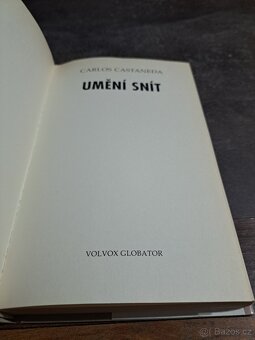 CARLOS CASTANEDA
UMĚNÍ SNÍT
VOLVOX GLOBATOR
Bazoš.cz